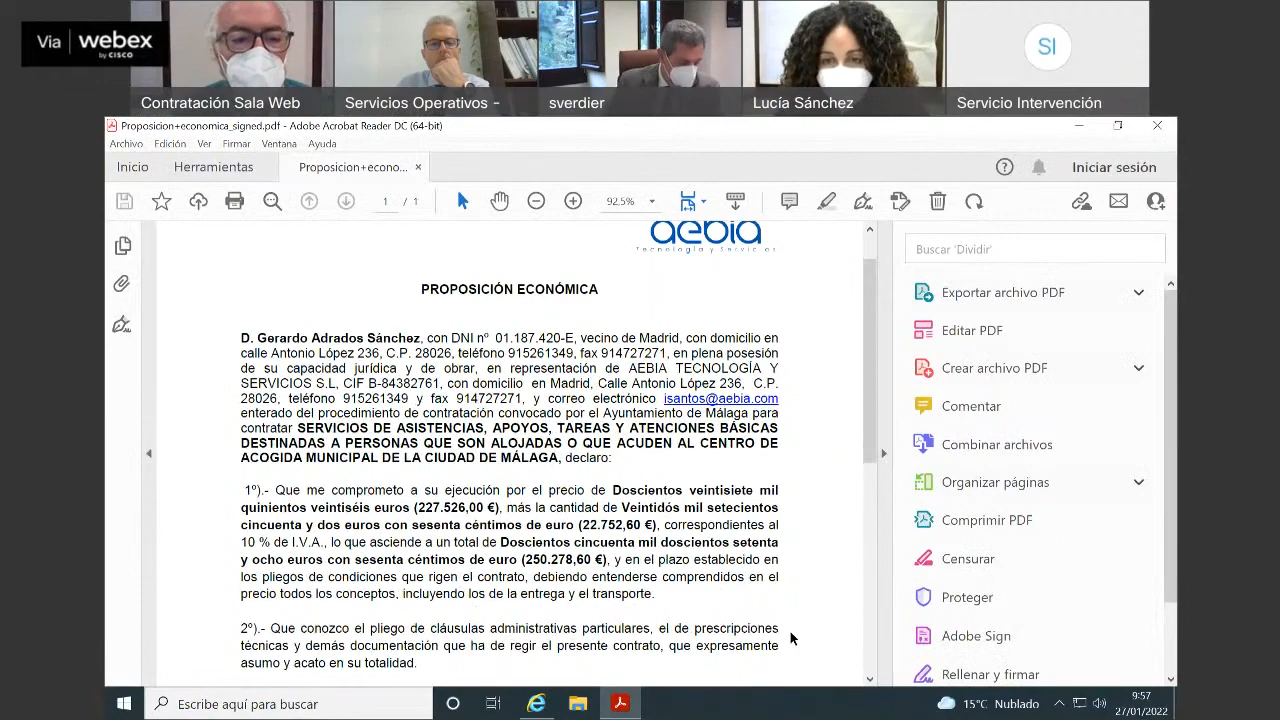 Via webex
by CISCO
Contratación Sala Web
Servicios Operativos -
sverdier
Lucía Sánchez
SI
Servicio Intervención
Proposicion+economica_signed.pdf - Adobe Acrobat Reader DC (64-bit)
Archivo Edición Ver Firmar Ventana Ayuda
Inicio Herramientas Proposicion+econo... × Iniciar sesión
1 / 1 92,5%
aebia
Tecnología y Servicios
Buscar 'Dividir'
PROPOSICIÓN ECONÓMICA
D. Gerardo Adrados Sánchez, con DNI nº 01.187.420-E, vecino de Madrid, con domicilio en
calle Antonio López 236, C.P. 28026, teléfono 915261349, fax 914727271, en plena posesión
de su capacidad jurídica y de obrar, en representación de AEBIA TECNOLOGÍA Y
SERVICIOS S.L, CIF B-84382761, con domicilio en Madrid, Calle Antonio López 236, C.P.
28026, teléfono 915261349 y fax 914727271, y correo electrónico isantos@aebia.com
enterado del procedimiento de contratación convocado por el Ayuntamiento de Málaga para
contratar SERVICIOS DE ASISTENCIAS, APOYOS, TAREAS Y ATENCIONES BÁSICAS
DESTINADAS A PERSONAS QUE SON ALOJADAS O QUE ACUDEN AL CENTRO DE
ACOGIDA MUNICIPAL DE LA CIUDAD DE MÁLAGA, declaro:
1º).- Que me comprometo a su ejecución por el precio de Doscientos veintisiete mil
quinientos veintiséis euros (227.526,00 €), más la cantidad de Veintidós mil setecientos
cincuenta y dos euros con sesenta céntimos de euro (22.752,60 €), correspondientes al
10 % de I.V.A., lo que asciende a un total de Doscientos cincuenta mil doscientos setenta
y ocho euros con sesenta céntimos de euro (250.278,60 €), y en el plazo establecido en
los pliegos de condiciones que rigen el contrato, debiendo entenderse comprendidos en el
precio todos los conceptos, incluyendo los de la entrega y el transporte.
2º).- Que conozco el pliego de cláusulas administrativas particulares, el de prescripciones
técnicas y demás documentación que ha de regir el presente contrato, que expresamente
asumo y acato en su totalidad.
Exportar archivo PDF
Editar PDF
Crear archivo PDF
Comentar
Combinar archivos
Organizar páginas
Comprimir PDF
Censurar
Proteger
Adobe Sign
Rellenar y firmar
Escribe aquí para buscar
15°C Nublado
9:57
27/01/2022